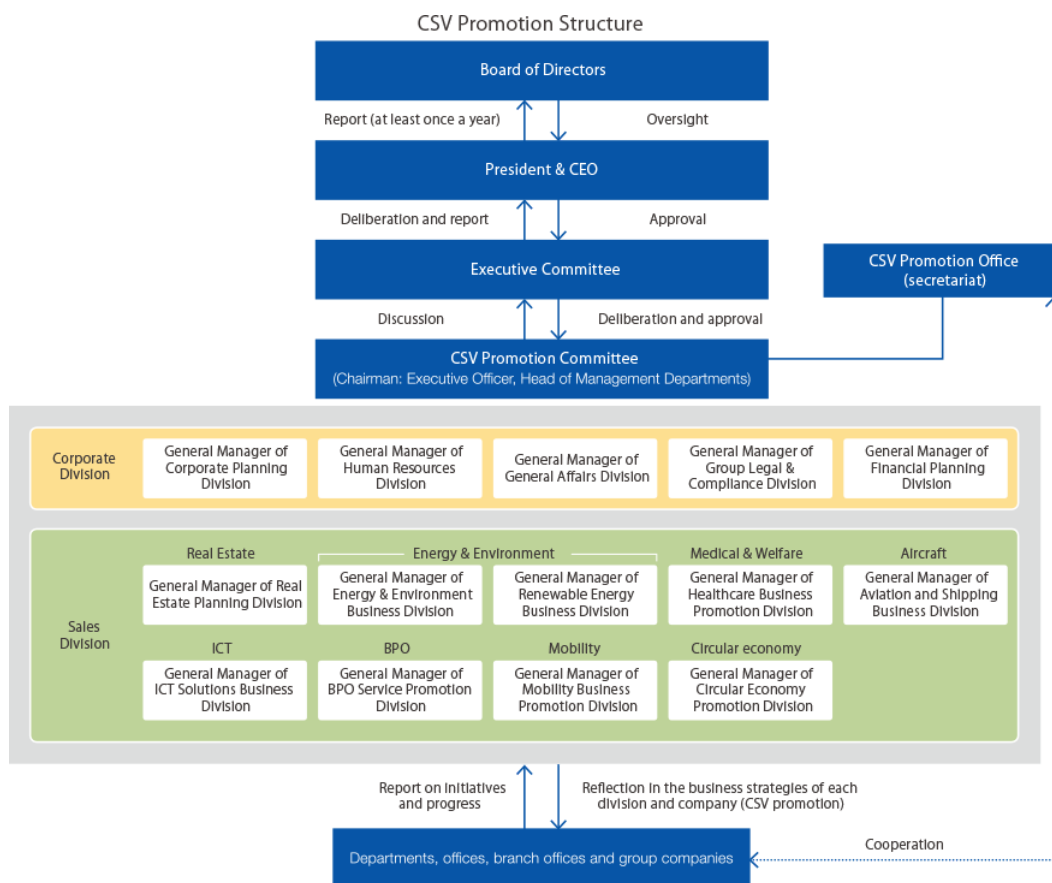 CSV Promotion Structure
Board of Directors
Report (at least once a year)
Oversight
President & CEO
Deliberation and report
Approval
Executive Committee
CSV Promotion Office
(secretariat)
Discussion
Deliberation and approval
CSV Promotion Committee
(Chairman: Executive Officer, Head of Management Departments)
Corporate
Division
General Manager of
Corporate Planning
Division
General Manager of
Human Resources
Division
General Manager of
General Affairs Division
General Manager of
Group Legal &
Compliance Division
General Manager of
Financial Planning
Division
Sales
Division
Real Estate
General Manager of Real
Estate Planning Division
Energy & Environment
General Manager of
Energy & Environment
Business Division
General Manager of
Renewable Energy
Business Division
Medical & Welfare
General Manager of
Healthcare Business
Promotion Division
Aircraft
General Manager of
Aviation and Shipping
Business Division
ICT
General Manager of
ICT Solutions Business
Division
BPO
General Manager of
BPO Service Promotion
Division
Mobility
General Manager of
Mobility Business
Promotion Division
Circular economy
General Manager of
Circular Economy
Promotion Division
Report on initiatives
and progress
Reflection in the business strategies of each
division and company (CSV promotion)
Departments, offices, branch offices and group companies
Cooperation